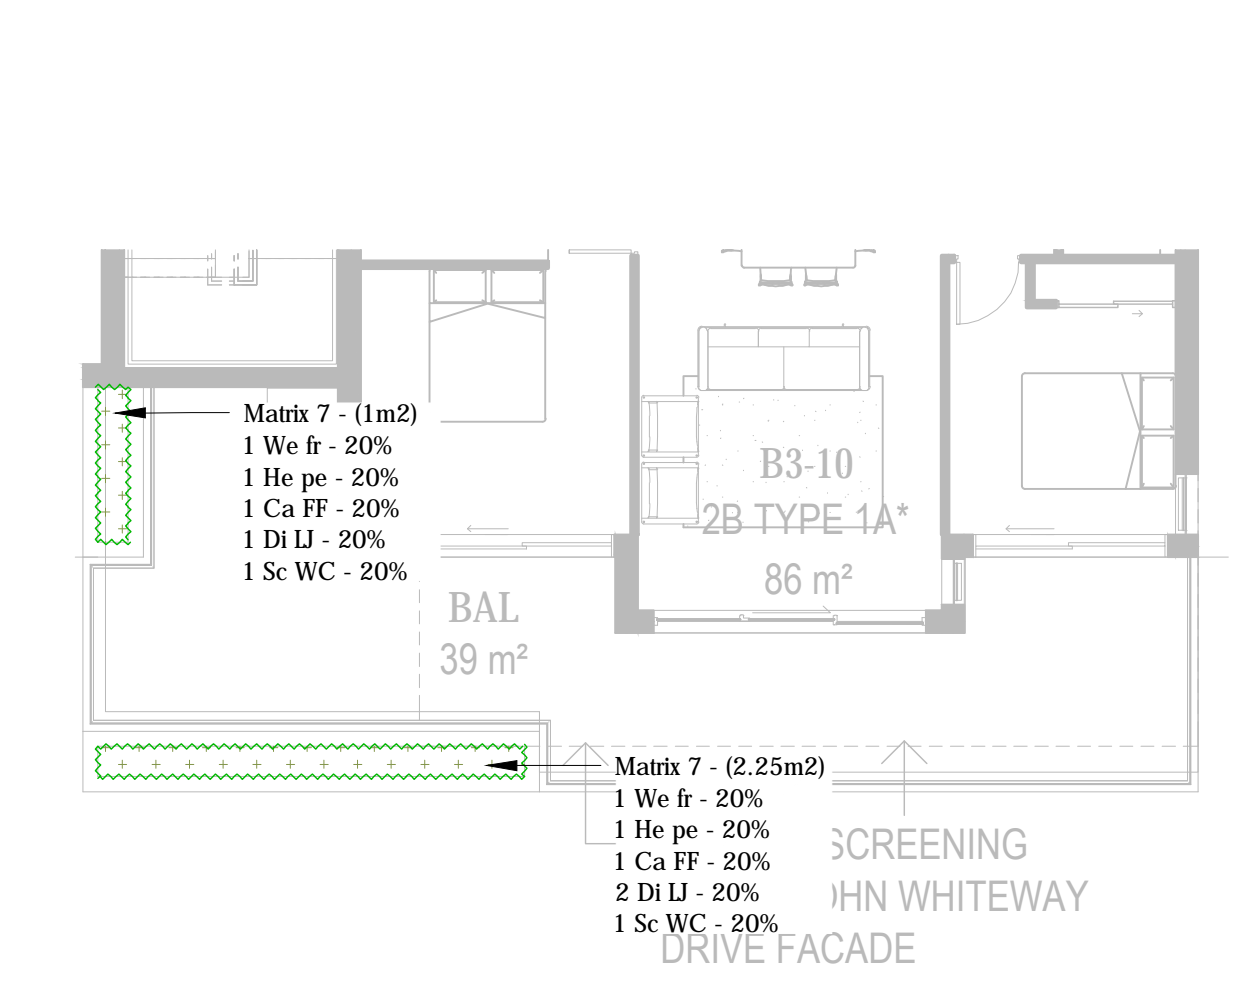 Matrix 7 - (1m2)
1 We fr - 20%
1 He pe - 20%
1 Ca FF - 20%
1 Di LJ - 20%
1 Sc WC - 20%
B3-10
2B TYPE 1A*
86 m²
BAL
39 m²
Matrix 7 - (2.25m2)
1 We fr - 20%
1 He pe - 20%
1 Ca FF - 20%
2 Di LJ - 20%
1 Sc WC - 20%
SCREENING
OHN WHITEWAY
DRIVE FACADE